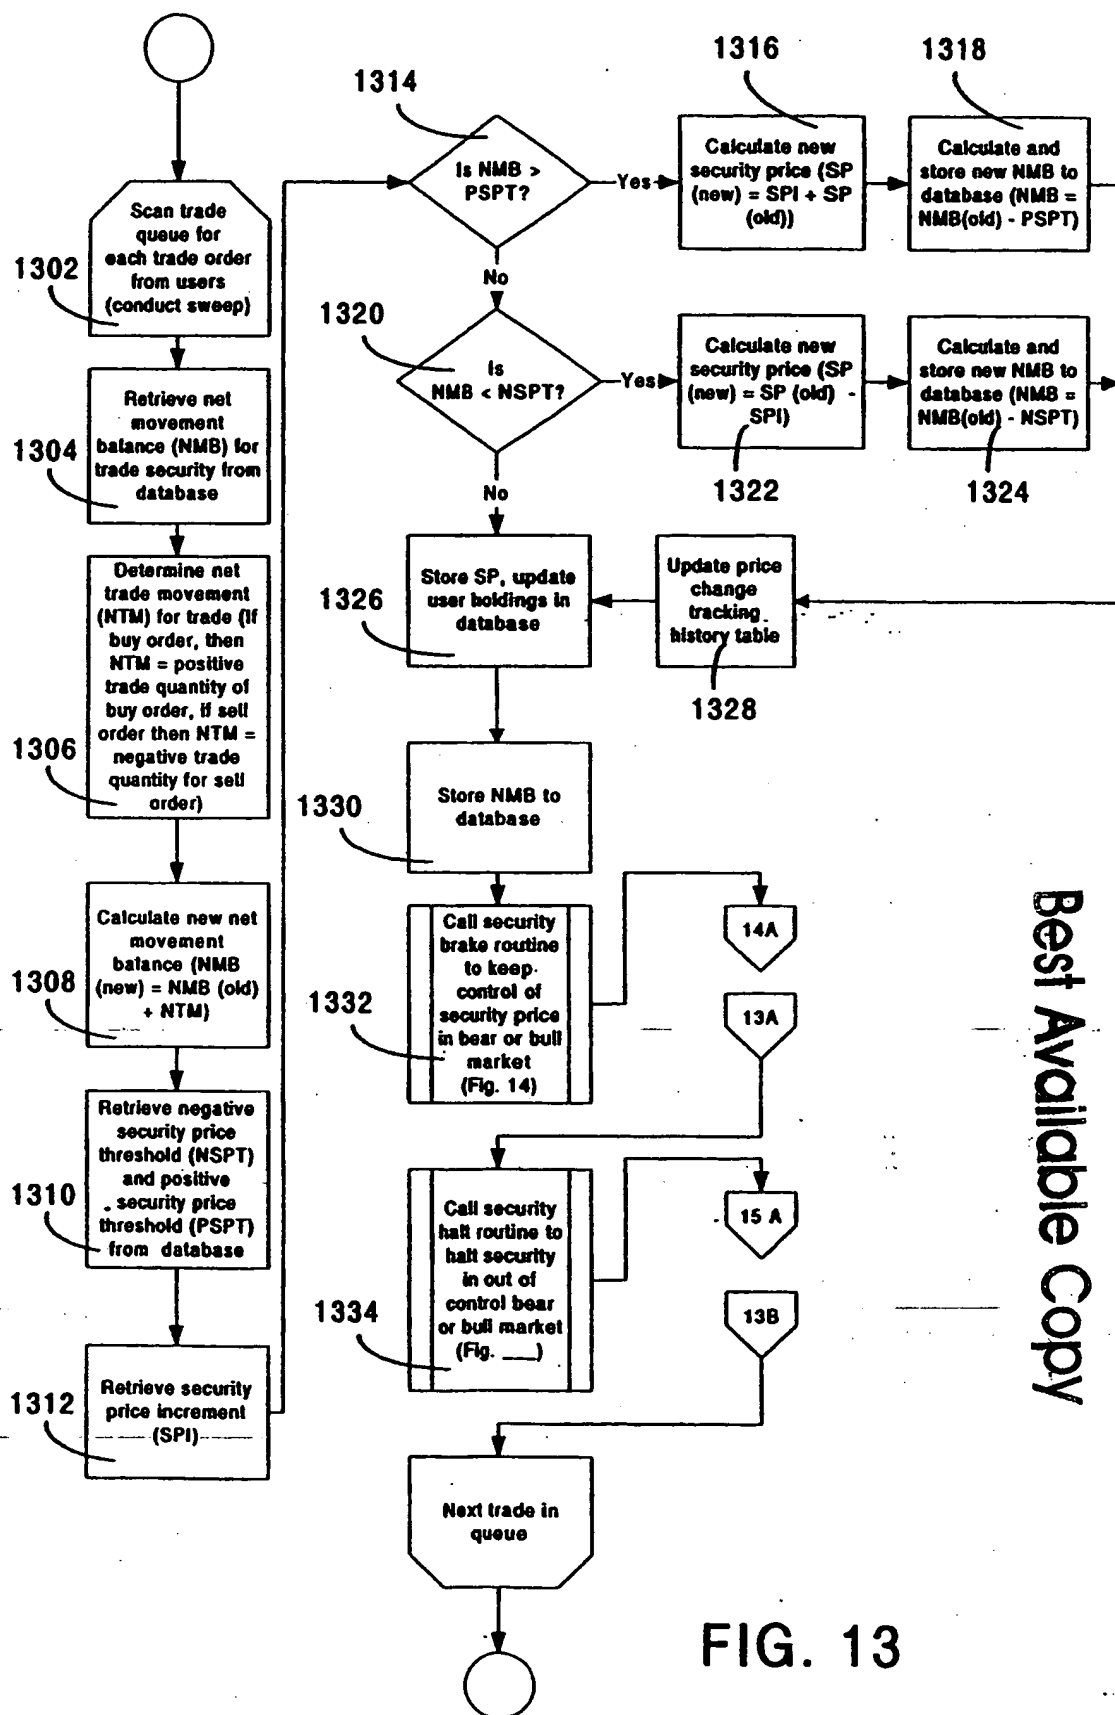 Scan trade
queue for
each trade order
from users
(conduct sweep)
1302
Retrieve net
movement
balance (NMB) for
trade security from
database
1304
Determine net
trade movement
(NTM) for trade (If
buy order, then
NTM = positive
trade quantity of
buy order, if sell
order then NTM =
negative trade
quantity for sell
order)
1306
Calculate new net
movement
balance (NMB
(new) = NMB (old)
+ NTM)
1308
Retrieve negative
security price
threshold (NSPT)
and positive
security price
threshold (PSPT)
from database
1310
Retrieve security
price increment
(SPI)
1312
1314
Is NMB >
PSPT?
Yes
No
1316
Calculate new
security price (SP
(new) = SPI + SP
(old))
1318
Calculate and
store new NMB to
database (NMB =
NMB(old) - PSPT)
1320
Is
NMB < NSPT?
Yes
No
Calculate new
security price (SP
(new) = SP (old) -
SPI)
1322
Calculate and
store new NMB to
database (NMB =
NMB(old) - NSPT)
1324
Store SP, update
user holdings in
database
1326
Update price
change
tracking
history table
1328
Store NMB to
database
1330
Call security
brake routine
to keep
control of
security price
in bear or bull
market
(Fig. 14)
1332
14A
13A
Call security
halt routine to
halt security
in out of
control bear
or bull market
(Fig. ___)
1334
15 A
13B
Next trade in
queue
Best Available Copy
FIG. 13